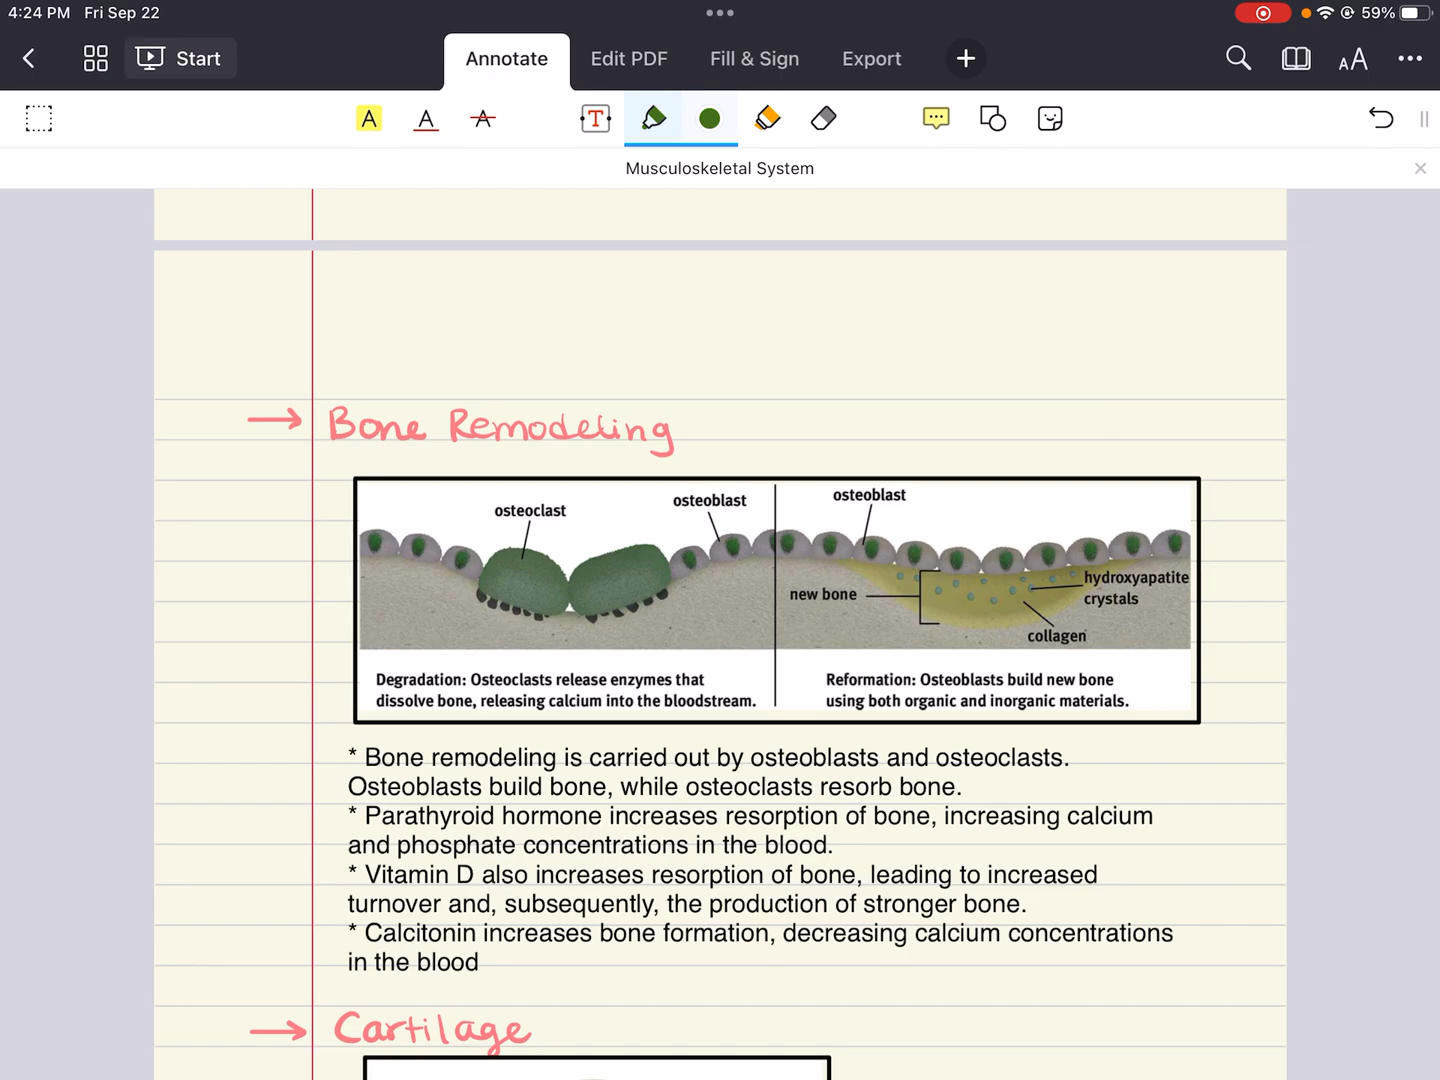 4:24 PM Fri Sep 22
59%
Start
Annotate
Edit PDF
Fill & Sign
Export
Musculoskeletal System
→ Bone Remodeling
osteoclast
osteoblast
osteoblast
new bone
hydroxyapatite
crystals
collagen
Degradation: Osteoclasts release enzymes that
dissolve bone, releasing calcium into the bloodstream.
Reformation: Osteoblasts build new bone
using both organic and inorganic materials.
* Bone remodeling is carried out by osteoblasts and osteoclasts.
Osteoblasts build bone, while osteoclasts resorb bone.
* Parathyroid hormone increases resorption of bone, increasing calcium
and phosphate concentrations in the blood.
* Vitamin D also increases resorption of bone, leading to increased
turnover and, subsequently, the production of stronger bone.
* Calcitonin increases bone formation, decreasing calcium concentrations
in the blood
→ Cartilage